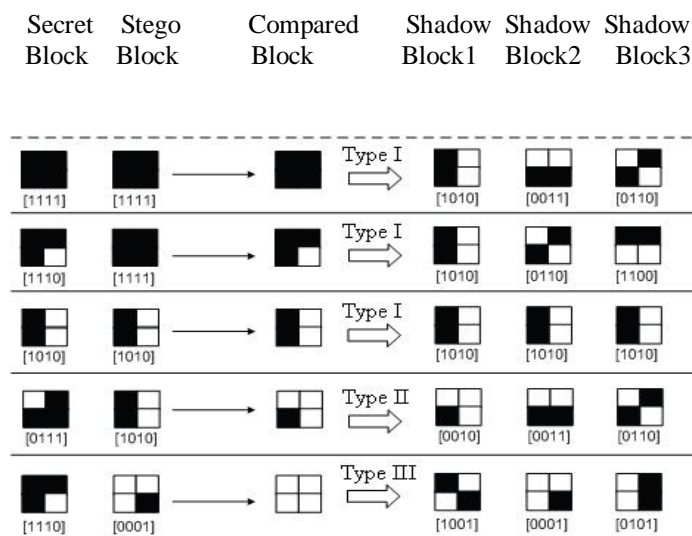 Secret Stego Compared Shadow Shadow Shadow
Block Block Block Block1 Block2 Block3
Type I
[1111] [1111] [1010] [0011] [0110]
Type I
[1110] [1111] [1010] [0110] [1100]
Type I
[1010] [1010] [1010] [1010] [1010]
Type II
[0111] [1010] [0010] [0011] [0110]
Type III
[1110] [0001] [1001] [0001] [0101]